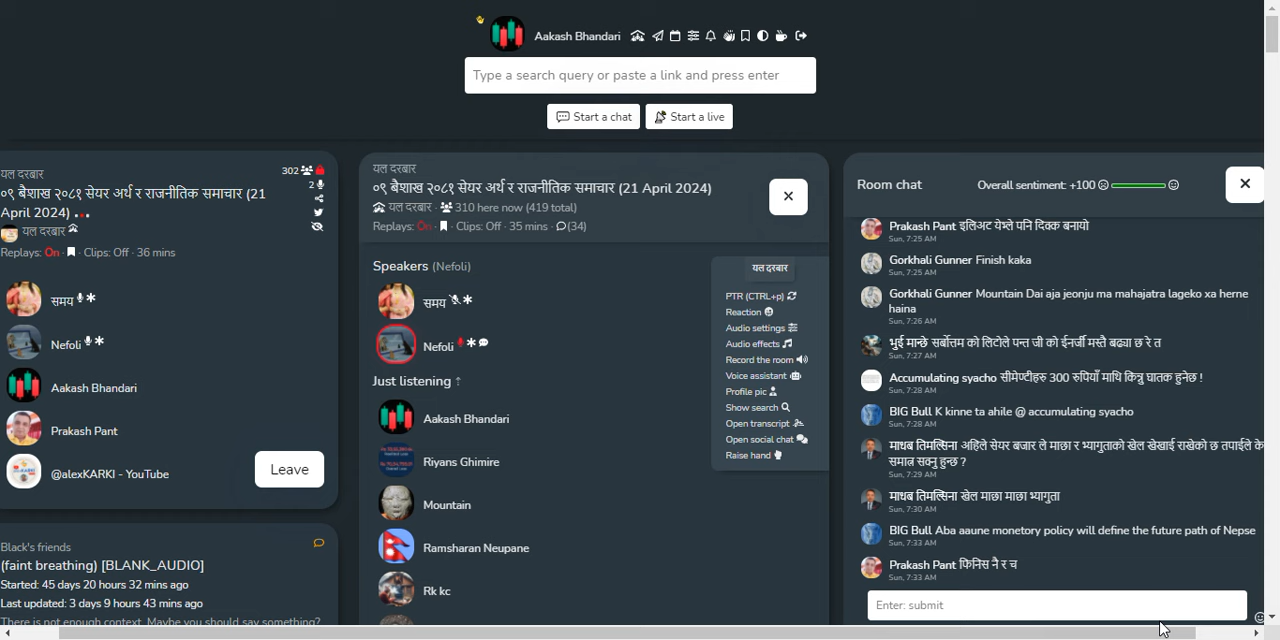 Aakash Bhandari
Type a search query or paste a link and press enter
Start a chat
Start a live
यल दरबार
302
०९ बैशाख २०८१ सेयर अर्थ र राजनीतिक समाचार (21
2
April 2024)
यल दरबार
Replays: On · Clips: Off · 36 mins
समय
Nefoli
Aakash Bhandari
Prakash Pant
@alexKARKI - YouTube
Leave
Black's friends
(faint breathing) [BLANK_AUDIO]
Started: 45 days 20 hours 32 mins ago
Last updated: 3 days 9 hours 43 mins ago
There is not enough context. Maybe you should say something?
यल दरबार
०९ बैशाख २०८१ सेयर अर्थ र राजनीतिक समाचार (21 April 2024)
यल दरबार · 310 here now (419 total)
Replays: On · Clips: Off · 35 mins · (34)
Speakers (Nefoli)
समय
Nefoli
Just listening ↑
Aakash Bhandari
Riyans Ghimire
Mountain
Ramsharan Neupane
Rk kc
यल दरबार
PTR (CTRL+p)
Reaction
Audio settings
Audio effects
Record the room
Voice assistant
Profile pic
Show search
Open transcript
Open social chat
Raise hand
Room chat
Overall sentiment: +100
Prakash Pant इलिअट येभ्ले पनि दिक्क बनायो
Sun, 7:25 AM
Gorkhali Gunner Finish kaka
Sun, 7:25 AM
Gorkhali Gunner Mountain Dai aja jeonju ma mahajatra lageko xa herne
haina
Sun, 7:26 AM
भुई मान्छे सर्बोत्तम को लिटोले पन्त जी को ईनर्जी मस्तै बढ्या छ रे त
Sun, 7:27 AM
Accumulating syacho सीमेण्टीहरु 300 रुपियाँ माथि किन्नु घातक हुनेछ !
Sun, 7:28 AM
BIG Bull K kinne ta ahile @ accumulating syacho
Sun, 7:28 AM
माधब तिमल्सिना अहिले सेयर बजार ले माछा र भ्यागुताको खेल खेखाई राखेको छ तपाईले के
समात्न सक्नु हुन्छ ?
Sun, 7:29 AM
माधब तिमल्सिना खेल माछा माछा भ्यागुता
Sun, 7:30 AM
BIG Bull Aba aaune monetory policy will define the future path of Nepse
Sun, 7:33 AM
Prakash Pant फिनिस नै र च
Sun, 7:33 AM
Enter: submit